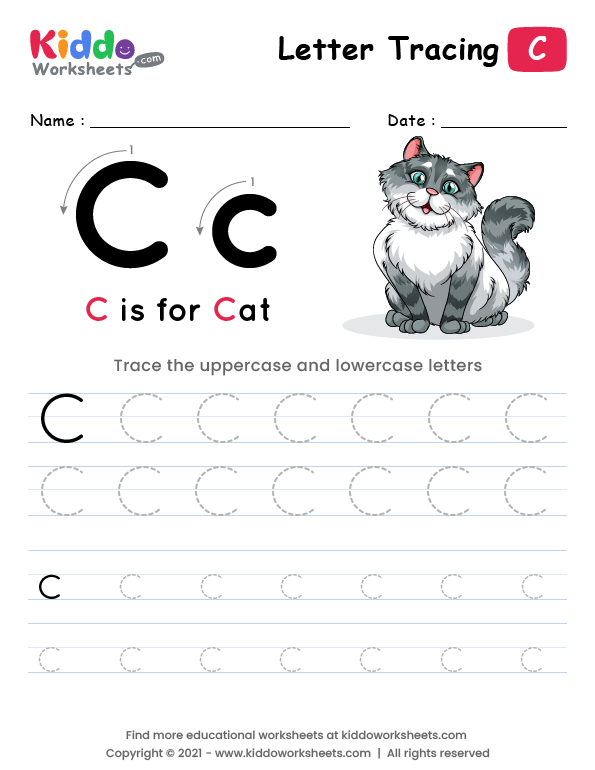 Kiddo
Worksheets .com
Letter Tracing C
Name : Date :
1 1
C c
C is for Cat
Trace the uppercase and lowercase letters
C C C C C C C
C C C C C C C
c c c c c c c
c c c c c c c
Find more educational worksheets at kiddoworksheets.com
Copyright © 2021 - www.kiddoworksheets.com | All rights reserved